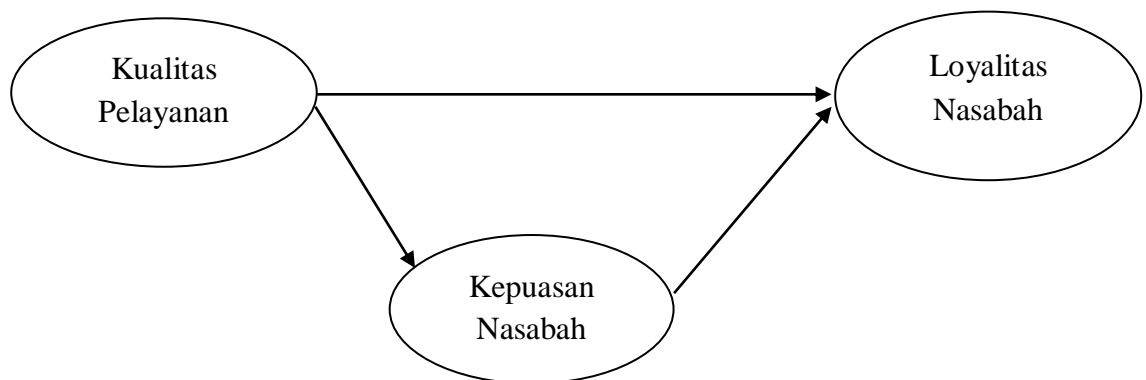 Kualitas
Pelayanan
Loyalitas
Nasabah
Kepuasan
Nasabah